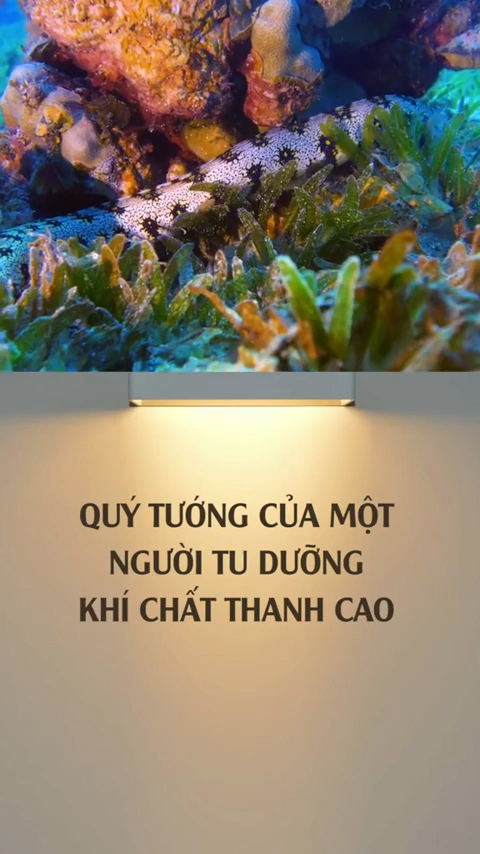 QUÝ TƯỚNG CỦA MỘT
NGƯỜI TU DƯỠNG
KHÍ CHẤT THANH CAO